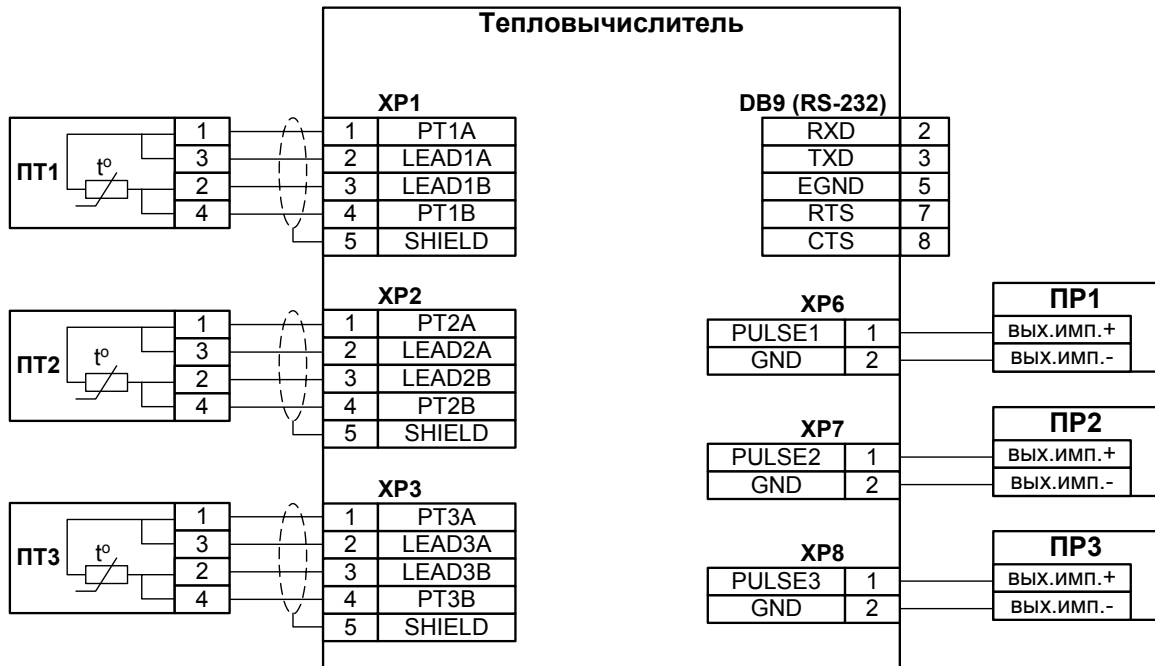 Тепловычислитель
XP1
ПТ1
tº
1
3
2
4
1 PT1A
2 LEAD1A
3 LEAD1B
4 PT1B
5 SHIELD
XP2
ПТ2
tº
1
3
2
4
1 PT2A
2 LEAD2A
3 LEAD2B
4 PT2B
5 SHIELD
XP3
ПТ3
tº
1
3
2
4
1 PT3A
2 LEAD3A
3 LEAD3B
4 PT3B
5 SHIELD
DB9 (RS-232)
RXD 2
TXD 3
EGND 5
RTS 7
CTS 8
XP6
PULSE1 1
GND 2
ПР1
вых.имп.+
вых.имп.-
XP7
PULSE2 1
GND 2
ПР2
вых.имп.+
вых.имп.-
XP8
PULSE3 1
GND 2
ПР3
вых.имп.+
вых.имп.-